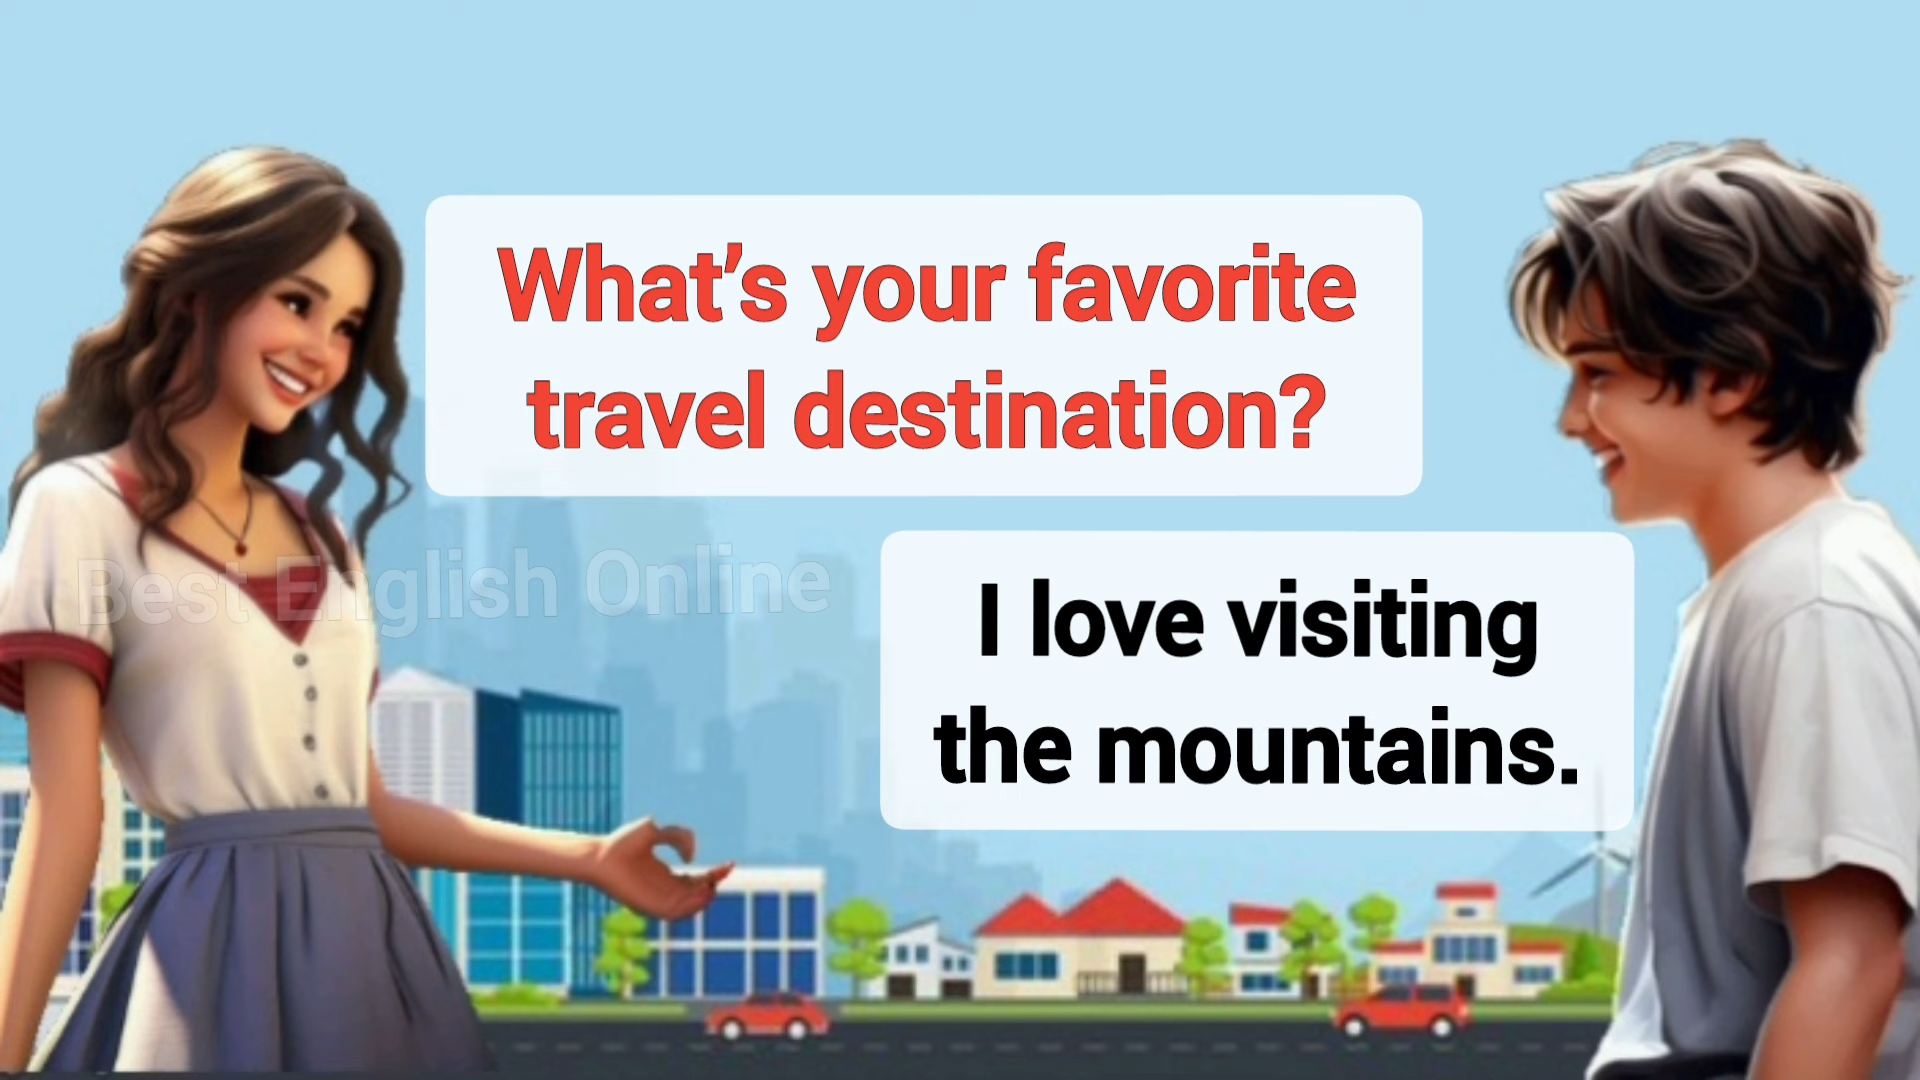 What's your favorite
travel destination?
Best English Online
I love visiting
the mountains.